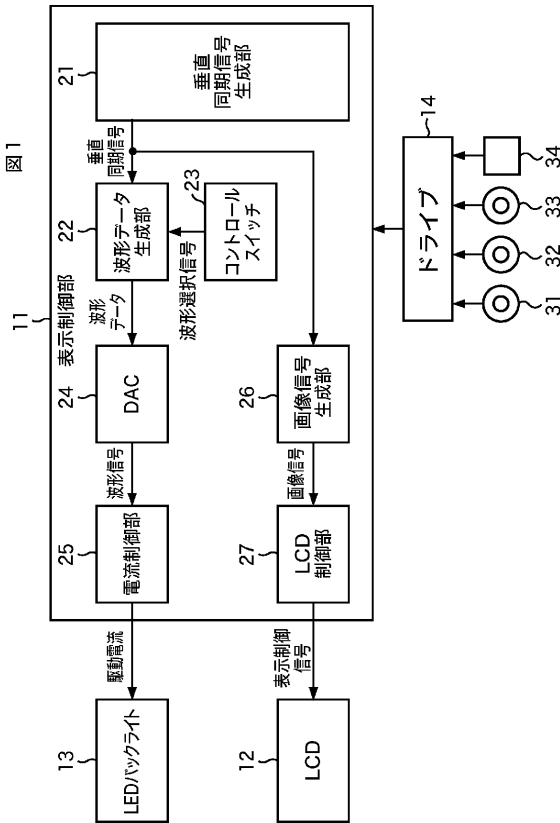 図1
11
表示制御部
21
垂直
同期信号
生成部
垂直
同期信号
22
波形データ
生成部
23
コントロール
スイッチ
波形選択信号
波形
データ
24
DAC
波形信号
25
電流制御部
駆動電流
13
LEDバックライト
26
画像信号
生成部
画像信号
27
LCD
制御部
表示制御
信号
12
LCD
14
ドライブ
31
32
33
34